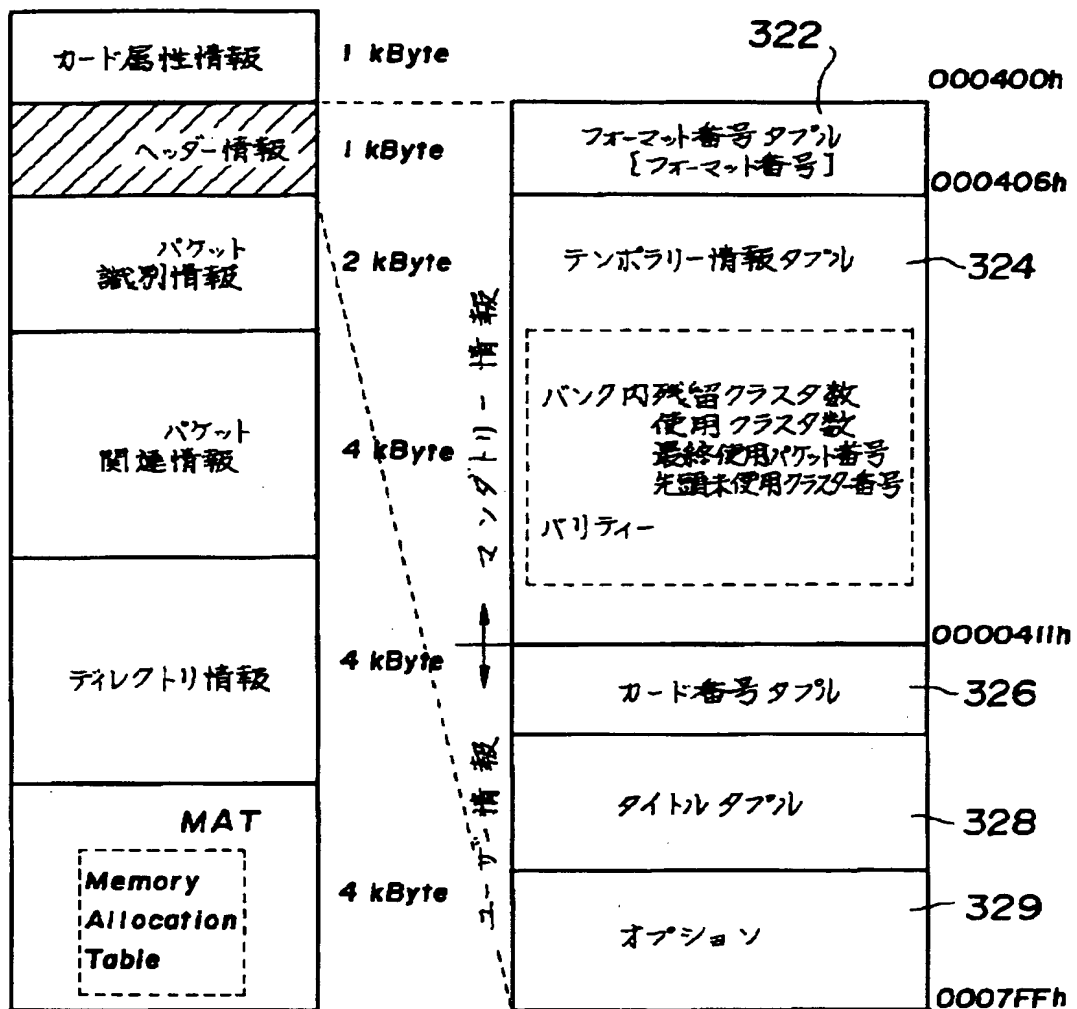 カード属性情報
1 kByte
ヘッダー情報
1 kByte
パケット
識別情報
2 kByte
パケット
関連情報
4 kByte
ディレクトリ情報
4 kByte
MAT
Memory
Allocation
Table
4 kByte
マンダトリー情報
ユーザー情報
322
000400h
フォーマット番号タプル
[フォーマット番号]
000406h
テンポラリー情報タプル
324
バンク内残留クラスタ数
使用クラスタ数
最終使用パケット番号
先頭未使用クラスター番号
パリティー
0000411h
カード番号タプル
326
タイトルタプル
328
オプション
329
0007FFh